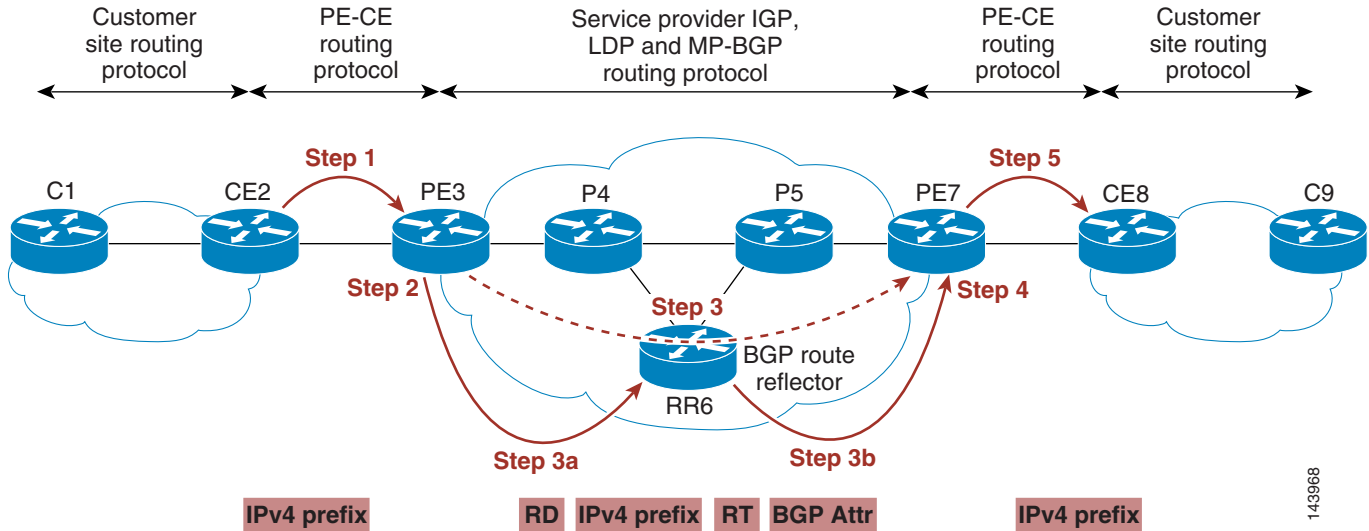 Customer
site routing
protocol
PE-CE
routing
protocol
Service provider IGP,
LDP and MP-BGP
routing protocol
PE-CE
routing
protocol
Customer
site routing
protocol
Step 1
Step 5
C1
CE2
PE3
P4
P5
PE7
CE8
C9
Step 2
Step 3
Step 4
BGP route
reflector
RR6
Step 3a
Step 3b
IPv4 prefix
RD
IPv4 prefix
RT
BGP Attr
IPv4 prefix
143968